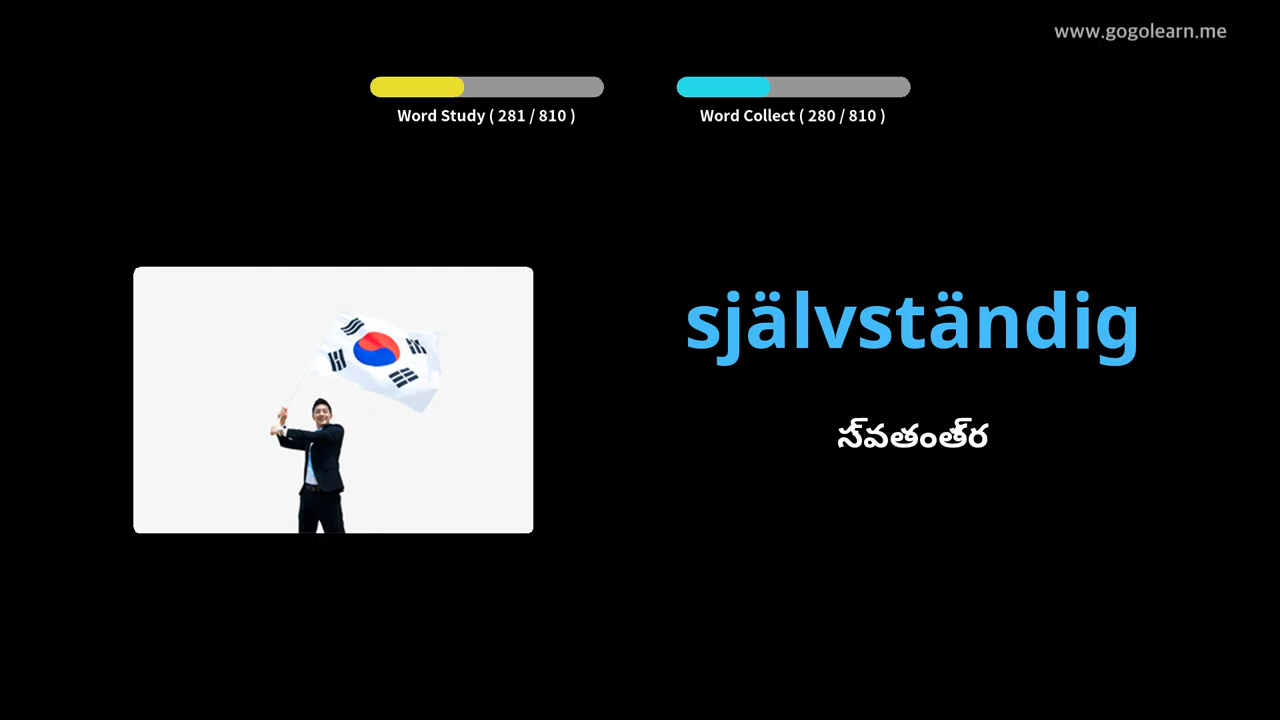 www.gogolearn.me
Word Study ( 281 / 810 )
Word Collect ( 280 / 810 )
självständig
స్వతంత్ర